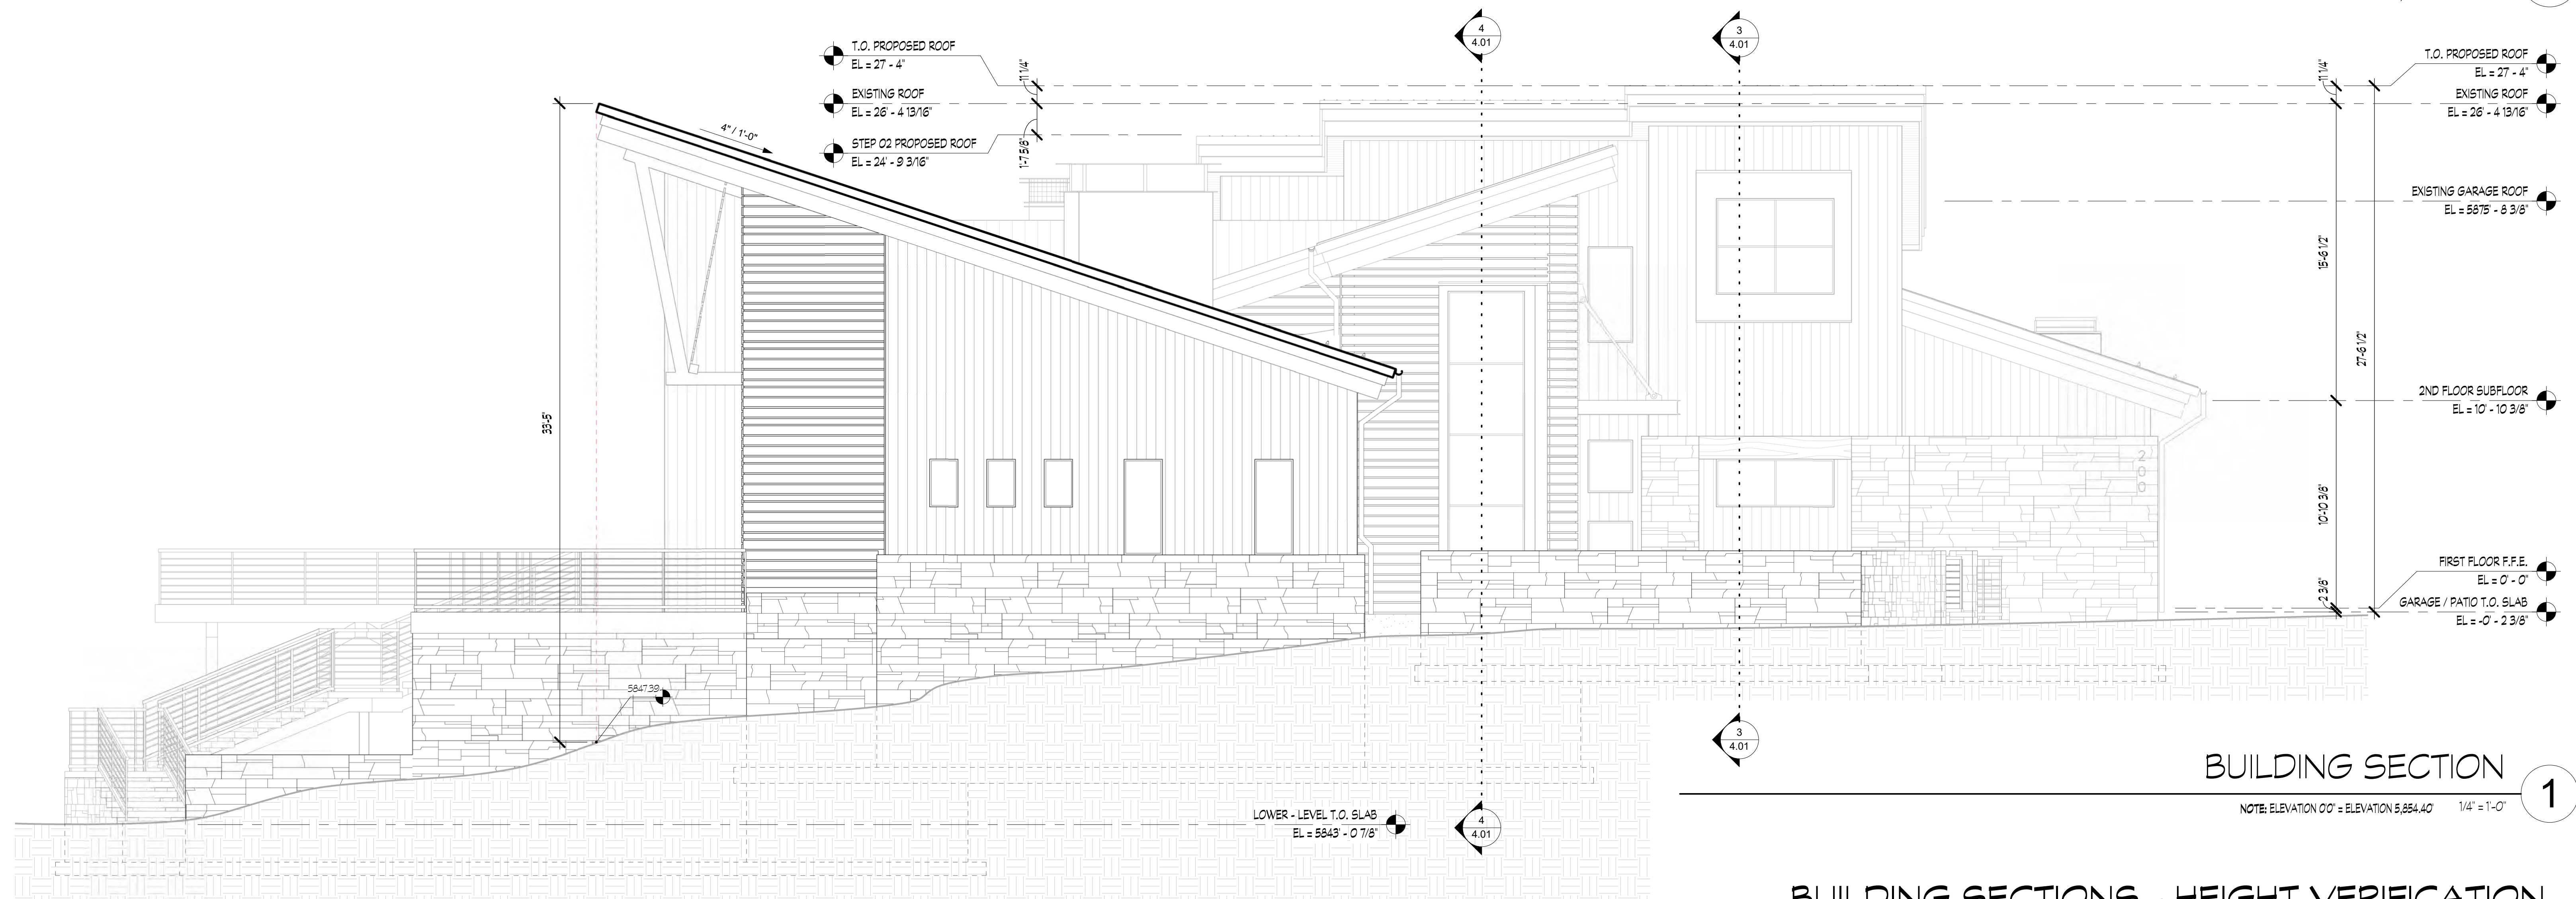 4
4.01
3
4.01
T.O. PROPOSED ROOF
EL = 27' - 4"
EXISTING ROOF
EL = 26' - 4 13/16"
STEP 02 PROPOSED ROOF
EL = 24' - 9 3/16"
11 1/4"
1'-7 5/8"
4" / 1'-0"
T.O. PROPOSED ROOF
EL = 27' - 4"
EXISTING ROOF
EL = 26' - 4 13/16"
EXISTING GARAGE ROOF
EL = 5875' - 8 3/8"
2ND FLOOR SUBFLOOR
EL = 10' - 10 3/8"
FIRST FLOOR F.F.E.
EL = 0' - 0"
GARAGE / PATIO T.O. SLAB
EL = -0' - 2 3/8"
11 1/4"
15'-6 1/2"
27'-6 1/2"
10'-10 3/8"
2 3/8"
33'-5"
200
5847.39
3
4.01
LOWER - LEVEL T.O. SLAB
EL = 5843' - 0 7/8"
4
4.01
BUILDING SECTION
1
NOTE: ELEVATION 0'0" = ELEVATION 5,854.40'
1/4" = 1'-0"
BUILDING SECTIONS - HEIGHT VERIFICATION